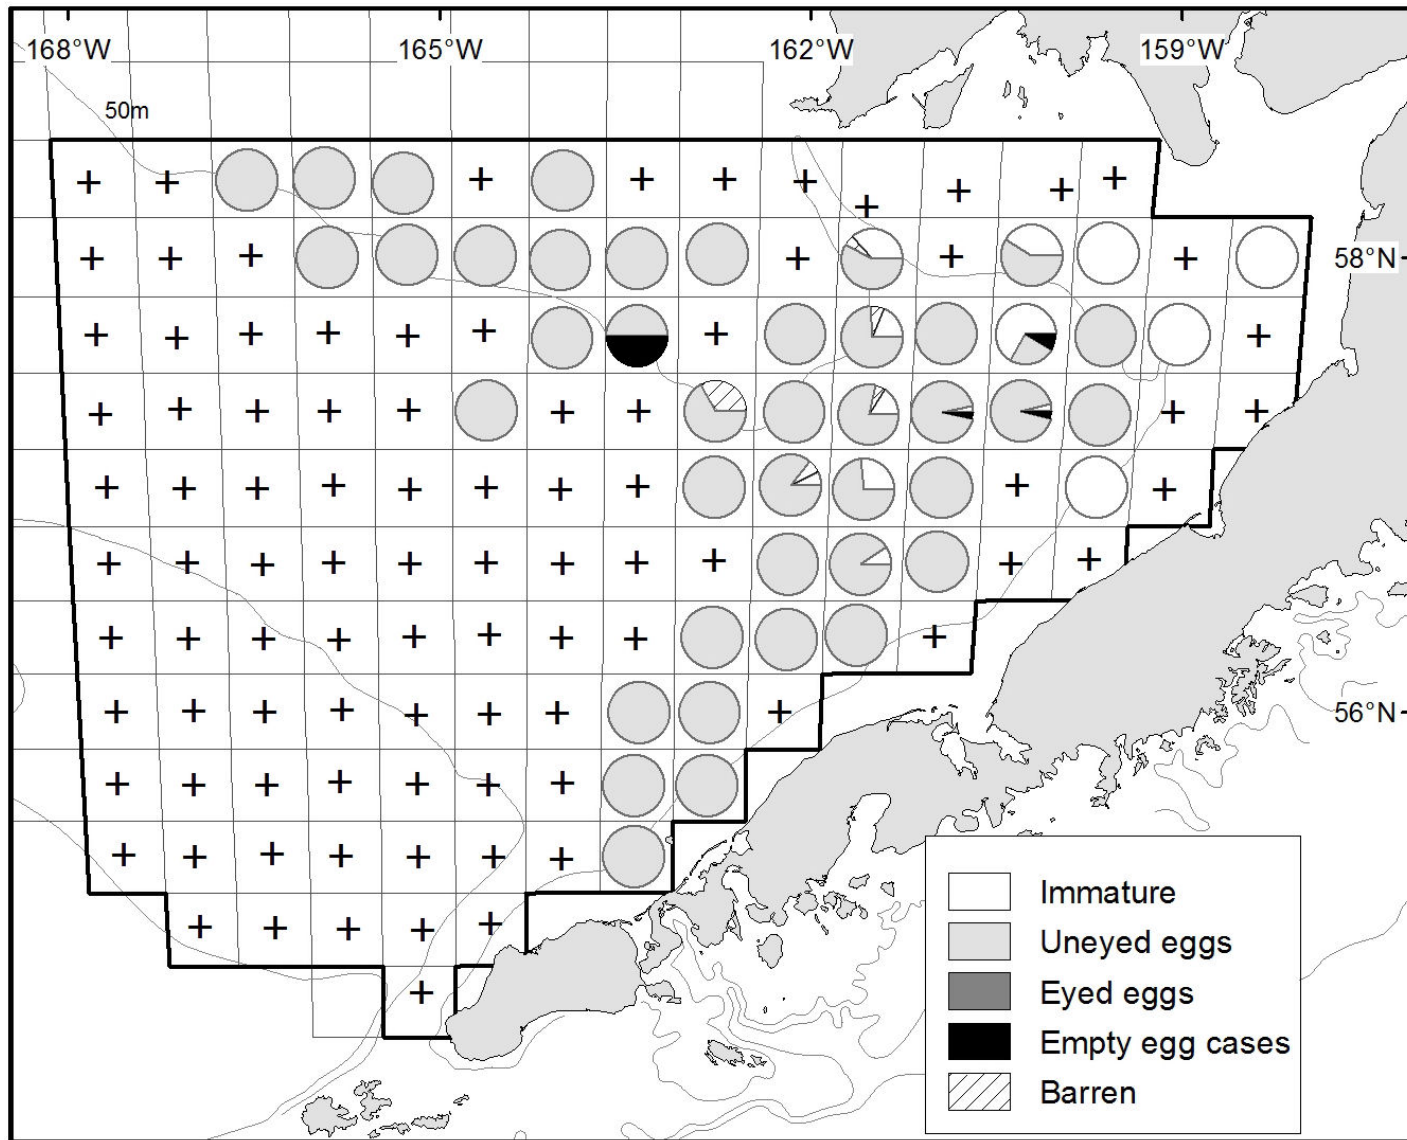 168°W
165°W
162°W
159°W
50m
58°N
56°N
Immature
Uneyed eggs
Eyed eggs
Empty egg cases
Barren